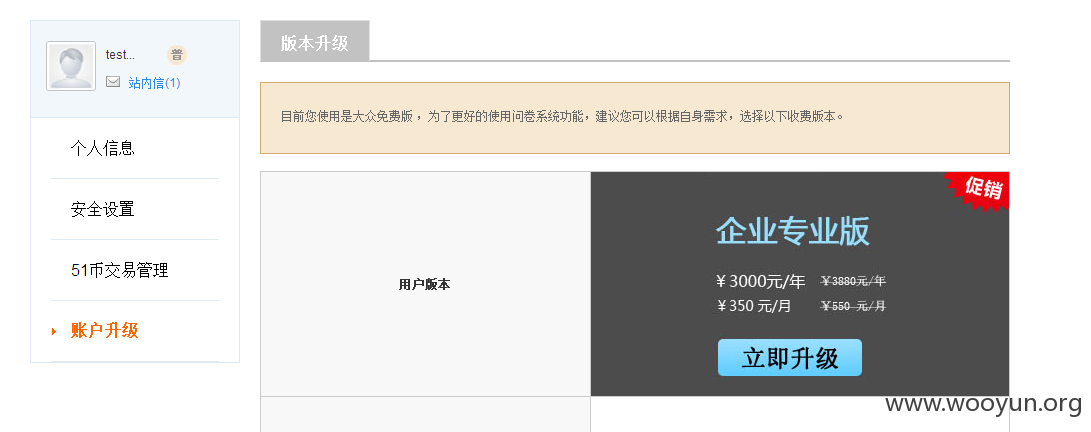 test...
普
站内信(1)
个人信息
安全设置
51币交易管理
账户升级
版本升级
目前您使用是大众免费版，为了更好的使用问卷系统功能，建议您可以根据自身需求，选择以下收费版本。
用户版本
促销
企业专业版
￥3000元/年 ￥3880元/年
￥350 元/月 ￥550 元/月
立即升级
www.wooyun.org